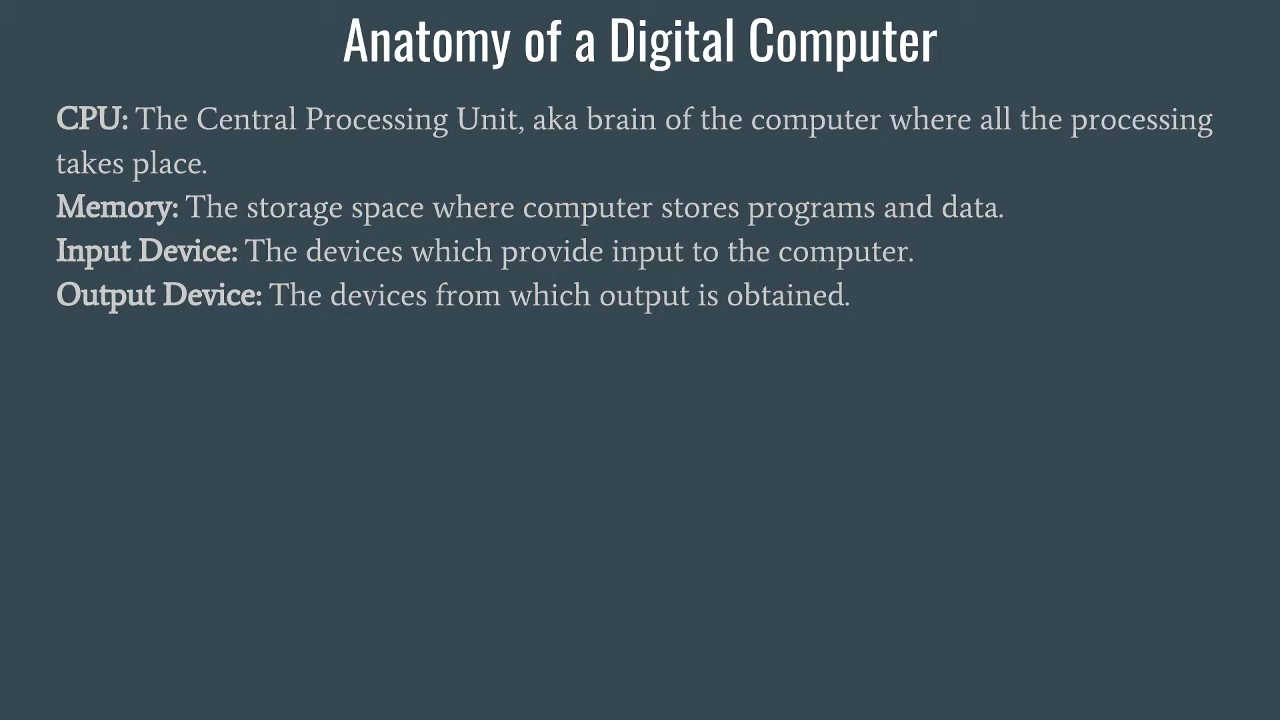 Anatomy of a Digital Computer
CPU: The Central Processing Unit, aka brain of the computer where all the processing
takes place.
Memory: The storage space where computer stores programs and data.
Input Device: The devices which provide input to the computer.
Output Device: The devices from which output is obtained.